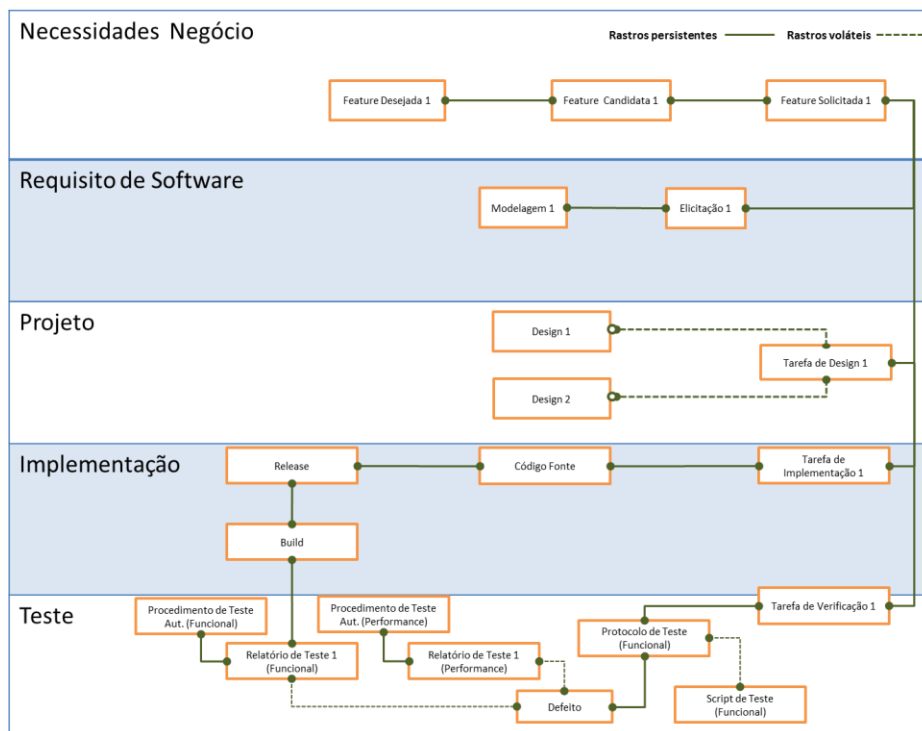 Necessidades Negócio
Rastros persistentes
Rastros voláteis
Feature Desejada 1
Feature Candidata 1
Feature Solicitada 1
Requisito de Software
Modelagem 1
Elicitação 1
Projeto
Design 1
Tarefa de Design 1
Design 2
Implementação
Release
Código Fonte
Tarefa de
Implementação 1
Build
Teste
Procedimento de Teste
Aut. (Funcional)
Procedimento de Teste
Aut. (Performance)
Tarefa de Verificação 1
Protocolo de Teste
(Funcional)
Relatório de Teste 1
(Funcional)
Relatório de Teste 1
(Performance)
Defeito
Script de Teste
(Funcional)